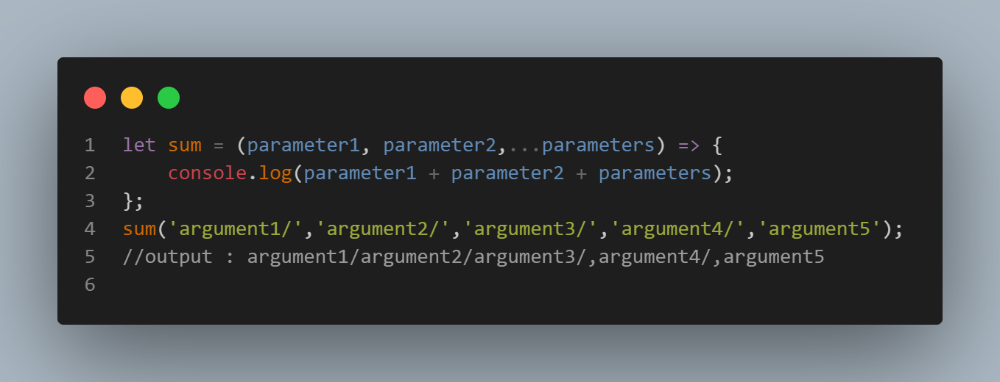 1 let sum = (parameter1, parameter2,...parameters) => {
2     console.log(parameter1 + parameter2 + parameters);
3 };
4 sum('argument1/','argument2/','argument3/','argument4/','argument5');
5 //output : argument1/argument2/argument3/,argument4/,argument5
6